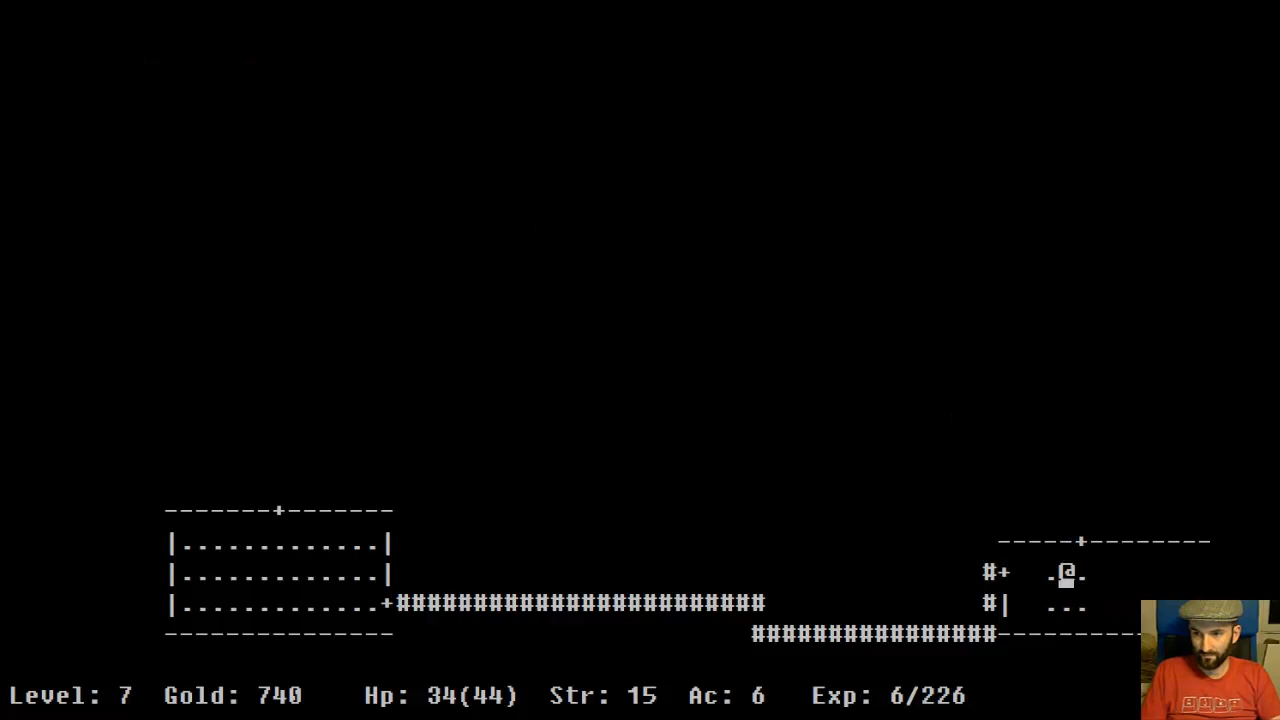 -------+-------
-----+--------
|.............|
|.............| #+ .@.
|.............+######################## #| ...
--------------- ################----------
Level: 7 Gold: 740 Hp: 34(44) Str: 15 Ac: 6 Exp: 6/226